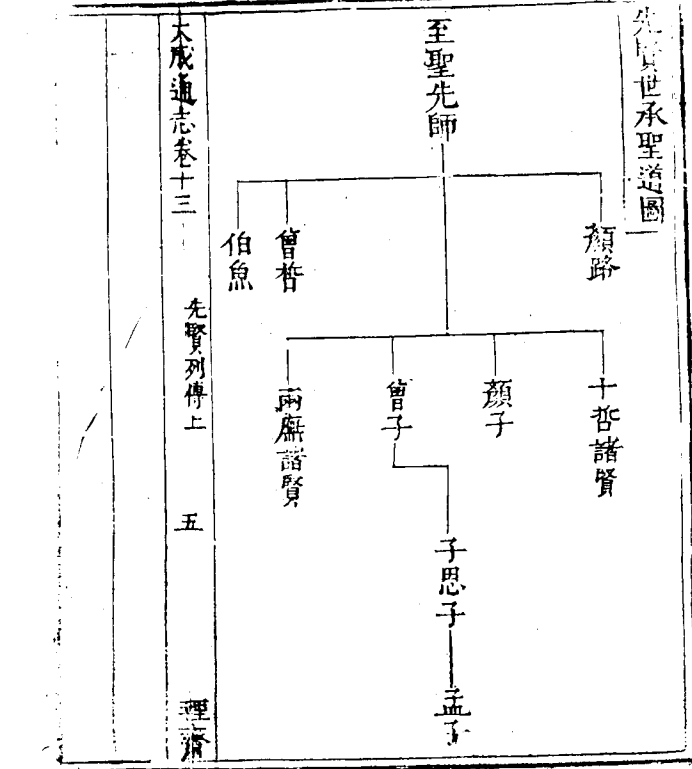 先賢世承聖道圖
至聖先師
顏路
曾晳
伯魚
十哲諸賢
顏子
曾子
兩廡諸賢
子思子
孟子
大成通志卷十三
先賢列傳上
五
理齋